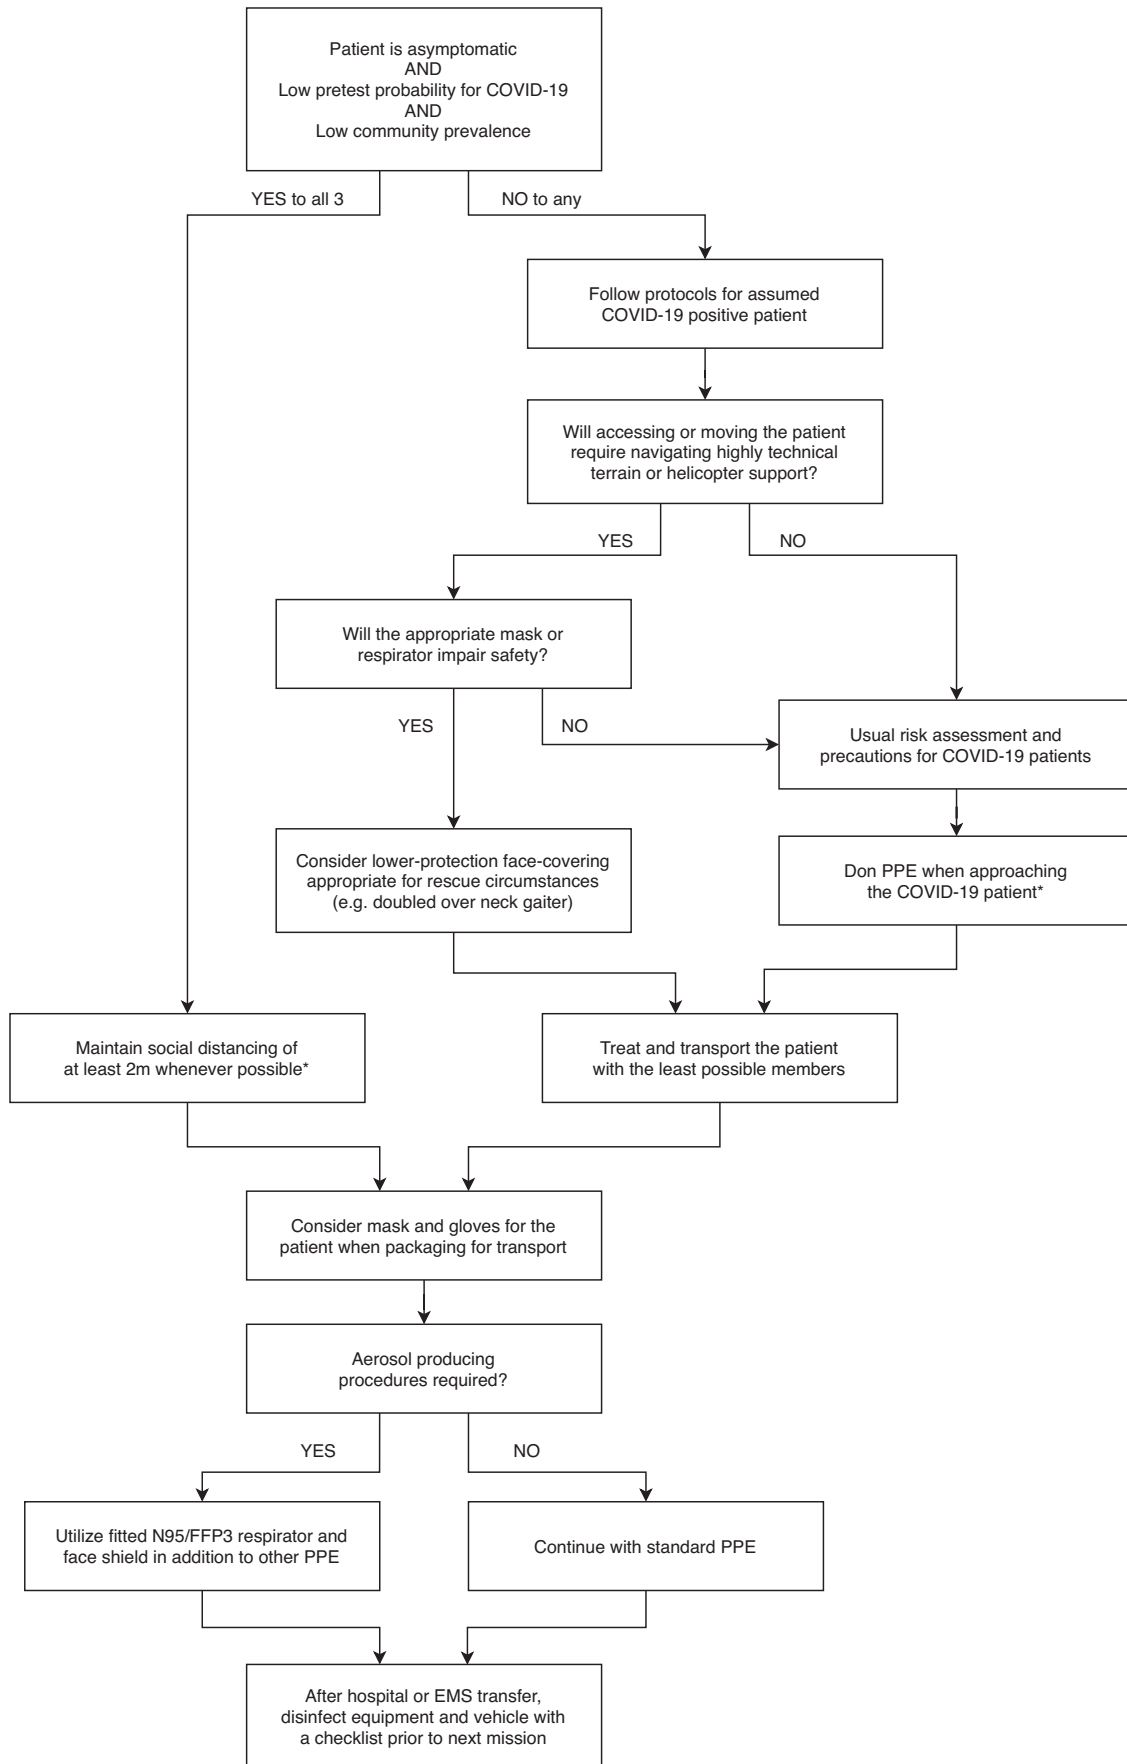 Patient is asymptomatic
AND
Low pretest probability for COVID-19
AND
Low community prevalence
YES to all 3
NO to any
Follow protocols for assumed
COVID-19 positive patient
Will accessing or moving the patient
require navigating highly technical
terrain or helicopter support?
YES
NO
Will the appropriate mask or
respirator impair safety?
YES
NO
Usual risk assessment and
precautions for COVID-19 patients
Consider lower-protection face-covering
appropriate for rescue circumstances
(e.g. doubled over neck gaiter)
Don PPE when approaching
the COVID-19 patient*
Maintain social distancing of
at least 2m whenever possible*
Treat and transport the patient
with the least possible members
Consider mask and gloves for the
patient when packaging for transport
Aerosol producing
procedures required?
YES
NO
Utilize fitted N95/FFP3 respirator and
face shield in addition to other PPE
Continue with standard PPE
After hospital or EMS transfer,
disinfect equipment and vehicle with
a checklist prior to next mission